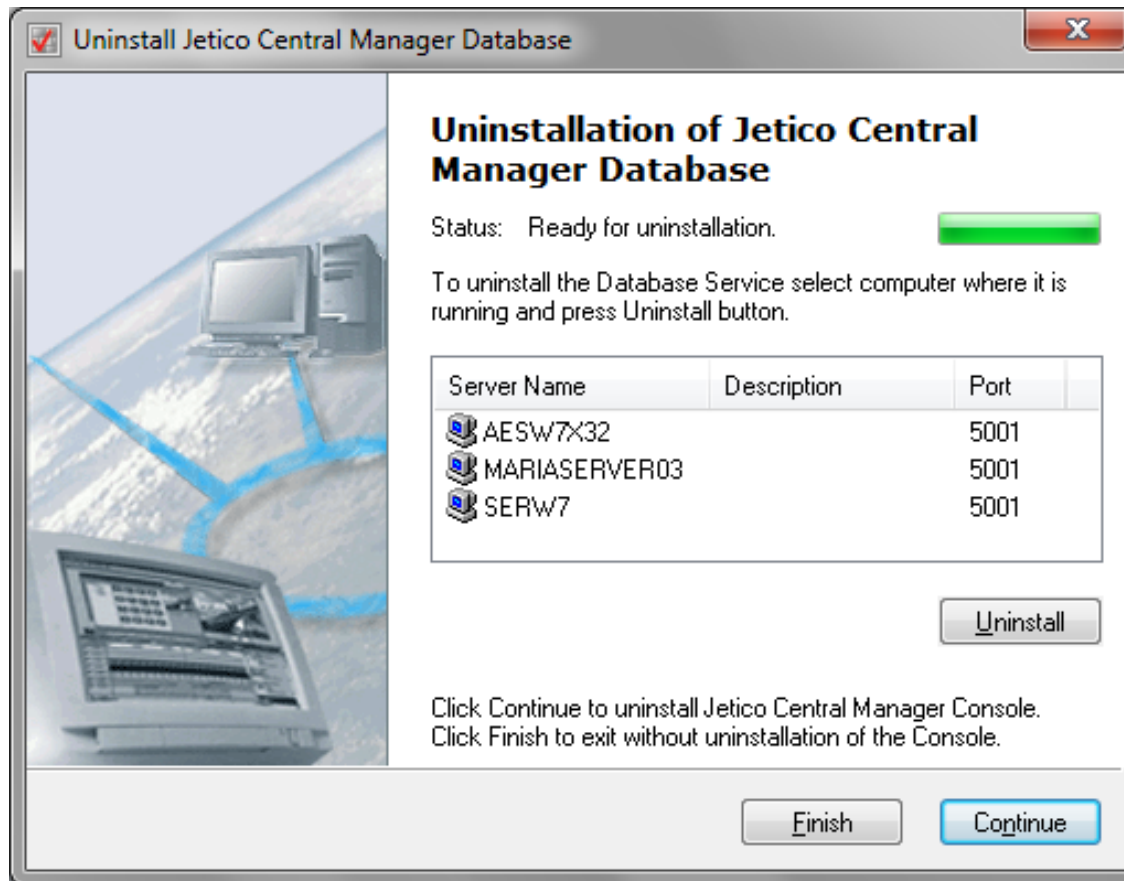 Uninstall Jetico Central Manager Database
Uninstallation of Jetico Central
Manager Database
Status: Ready for uninstallation.
To uninstall the Database Service select computer where it is
running and press Uninstall button.
Server Name Description Port
AESW7X32 5001
MARIASERVER03 5001
SERW7 5001
Uninstall
Click Continue to uninstall Jetico Central Manager Console.
Click Finish to exit without uninstallation of the Console.
Finish Continue